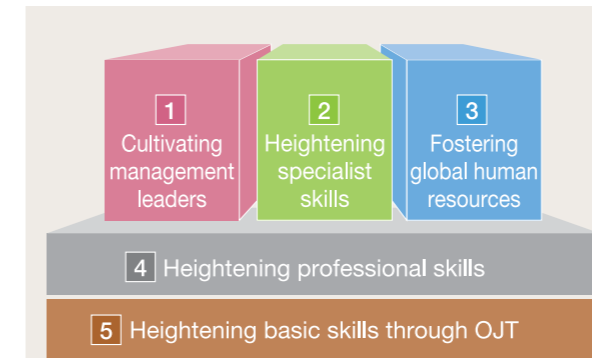 1
Cultivating
management
leaders
2
Heightening
specialist
skills
3
Fostering
global human
resources
4 Heightening professional skills
5 Heightening basic skills through OJT